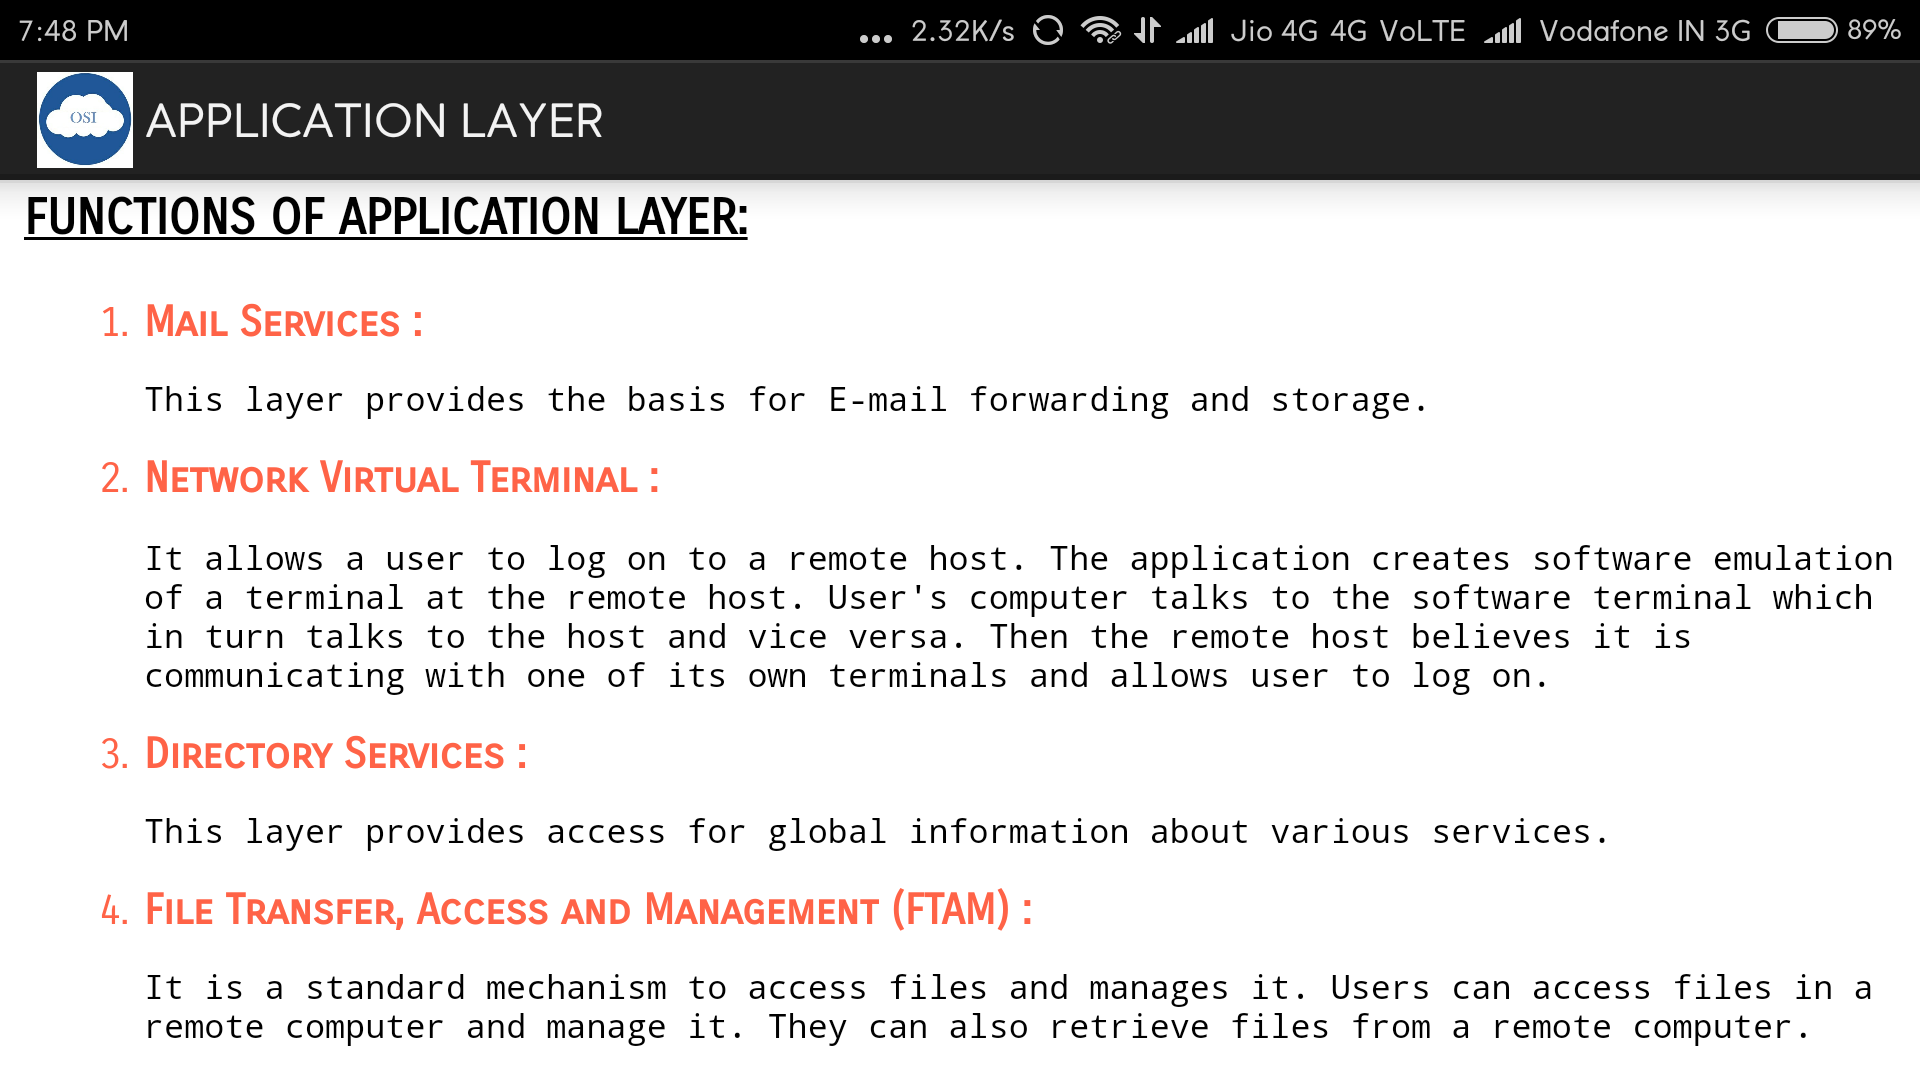 7:48 PM ... 2.32K/s Jio 4G 4G VoLTE Vodafone IN 3G 89%
OSI APPLICATION LAYER
FUNCTIONS OF APPLICATION LAYER:
1. MAIL SERVICES :
This layer provides the basis for E-mail forwarding and storage.
2. NETWORK VIRTUAL TERMINAL :
It allows a user to log on to a remote host. The application creates software emulation
of a terminal at the remote host. User's computer talks to the software terminal which
in turn talks to the host and vice versa. Then the remote host believes it is
communicating with one of its own terminals and allows user to log on.
3. DIRECTORY SERVICES :
This layer provides access for global information about various services.
4. FILE TRANSFER, ACCESS AND MANAGEMENT (FTAM) :
It is a standard mechanism to access files and manages it. Users can access files in a
remote computer and manage it. They can also retrieve files from a remote computer.